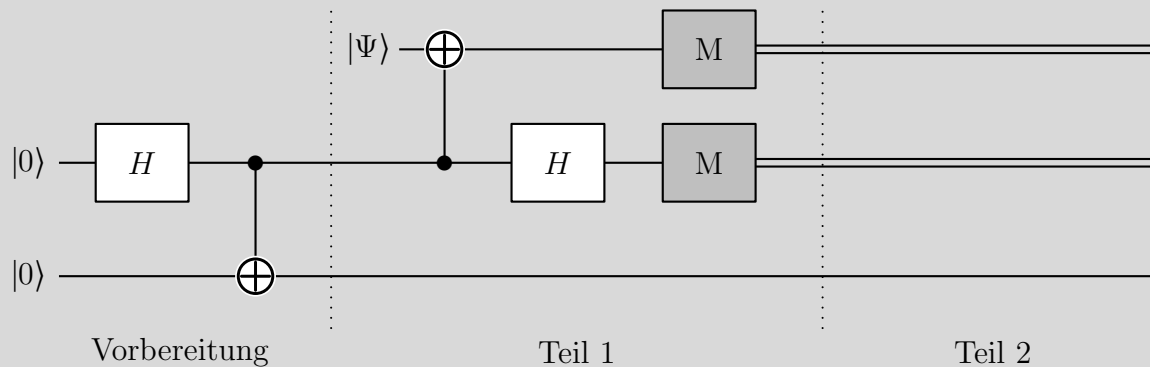 |Ψ⟩ M
|0⟩ H H M
|0⟩
Vorbereitung Teil 1 Teil 2